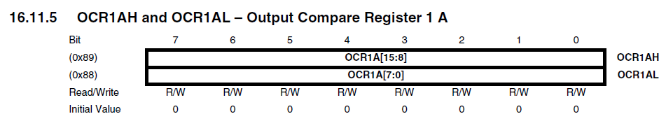 16.11.5 OCR1AH and OCR1AL – Output Compare Register 1 A
Bit 7 6 5 4 3 2 1 0
(0x89) OCR1A[15:8] OCR1AH
(0x88) OCR1A[7:0] OCR1AL
Read/Write R/W R/W R/W R/W R/W R/W R/W R/W
Initial Value 0 0 0 0 0 0 0 0